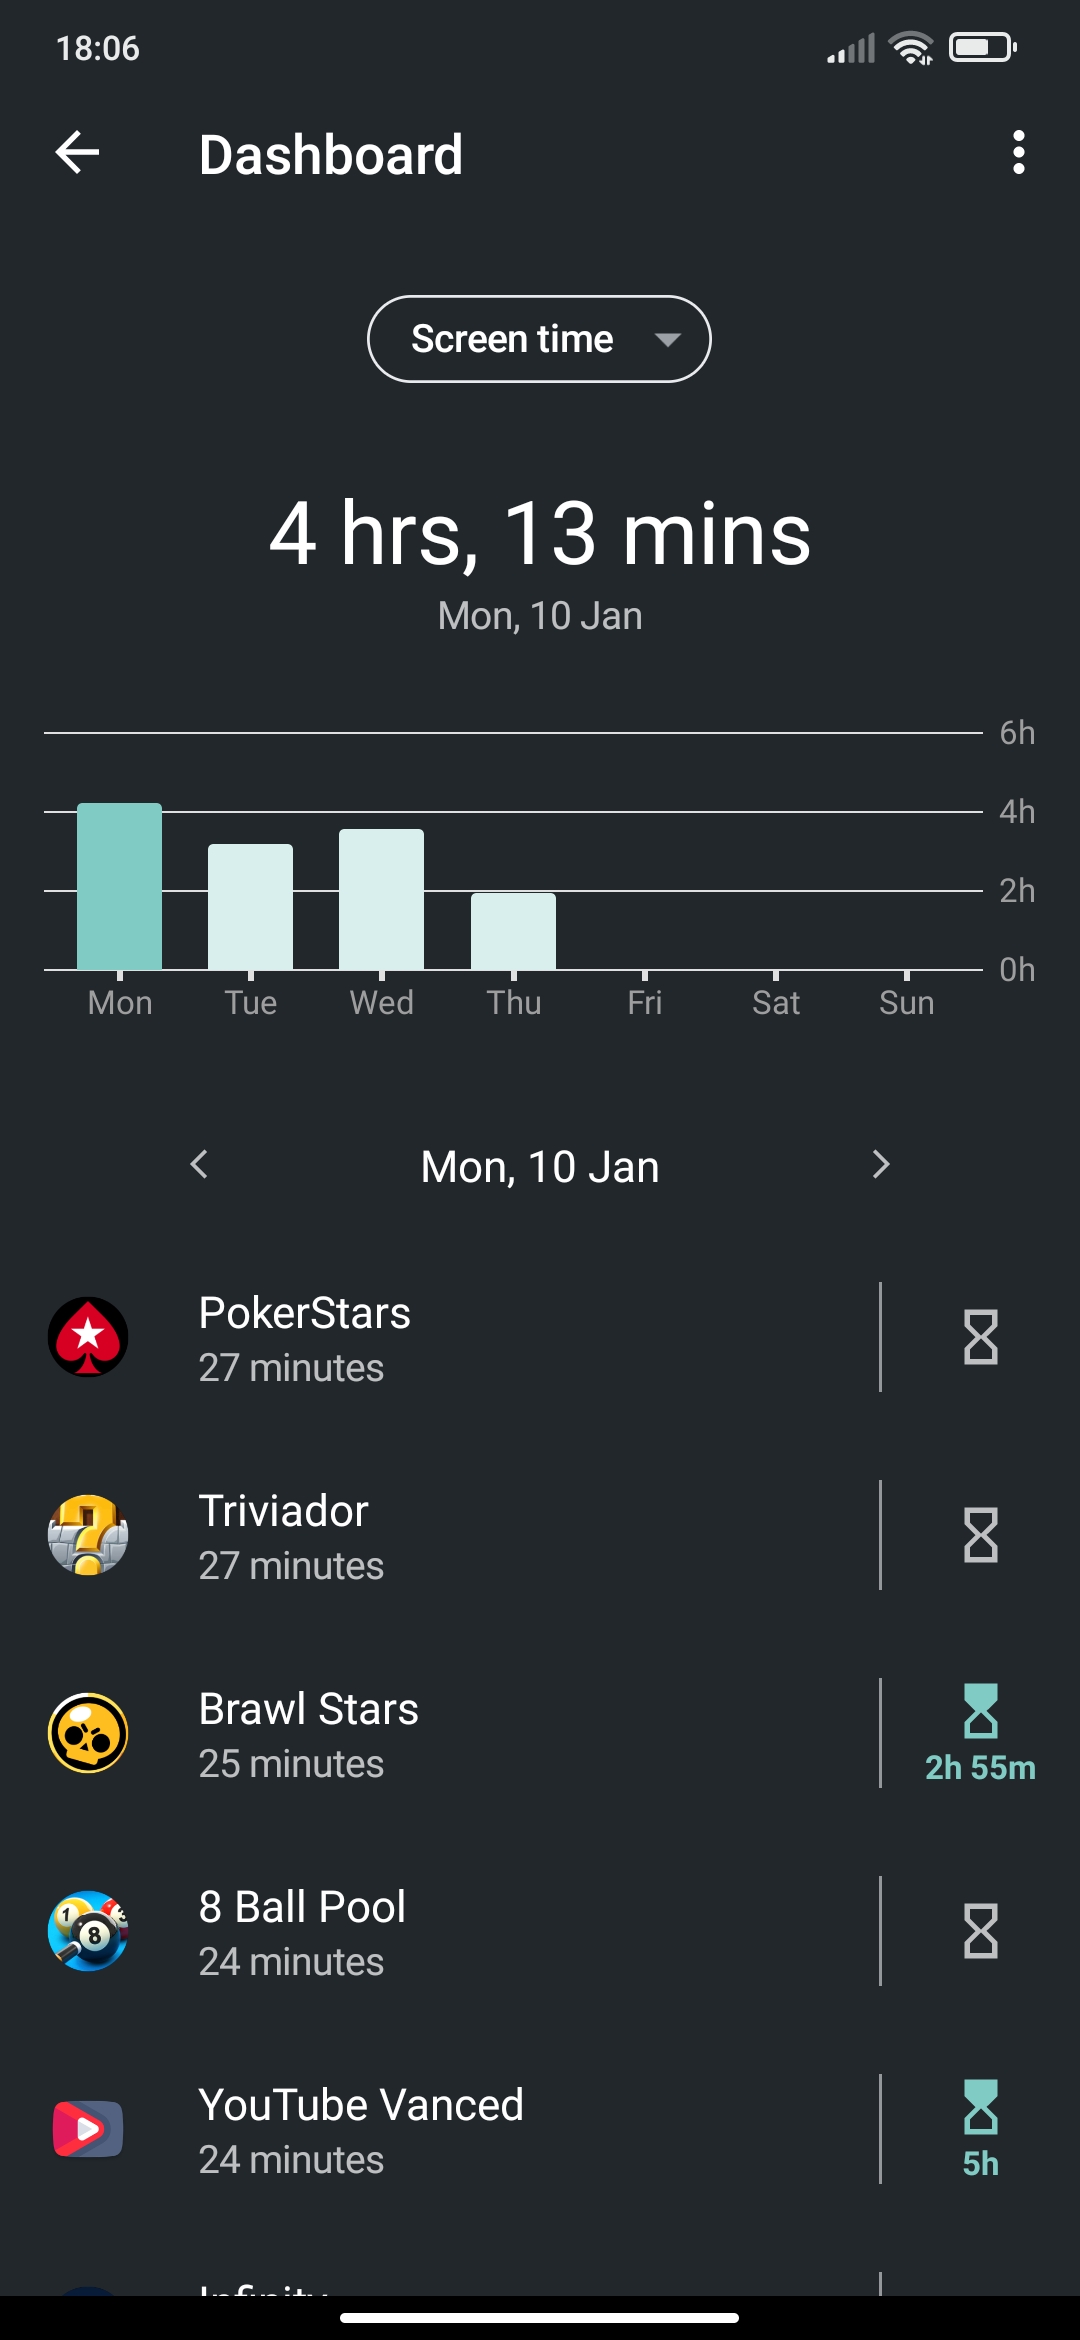 18:06
Dashboard
Screen time
4 hrs, 13 mins
Mon, 10 Jan
6h
4h
2h
0h
Mon Tue Wed Thu Fri Sat Sun
Mon, 10 Jan
PokerStars
27 minutes
Triviador
27 minutes
Brawl Stars
25 minutes
2h 55m
8 Ball Pool
24 minutes
YouTube Vanced
24 minutes
5h
Infinity